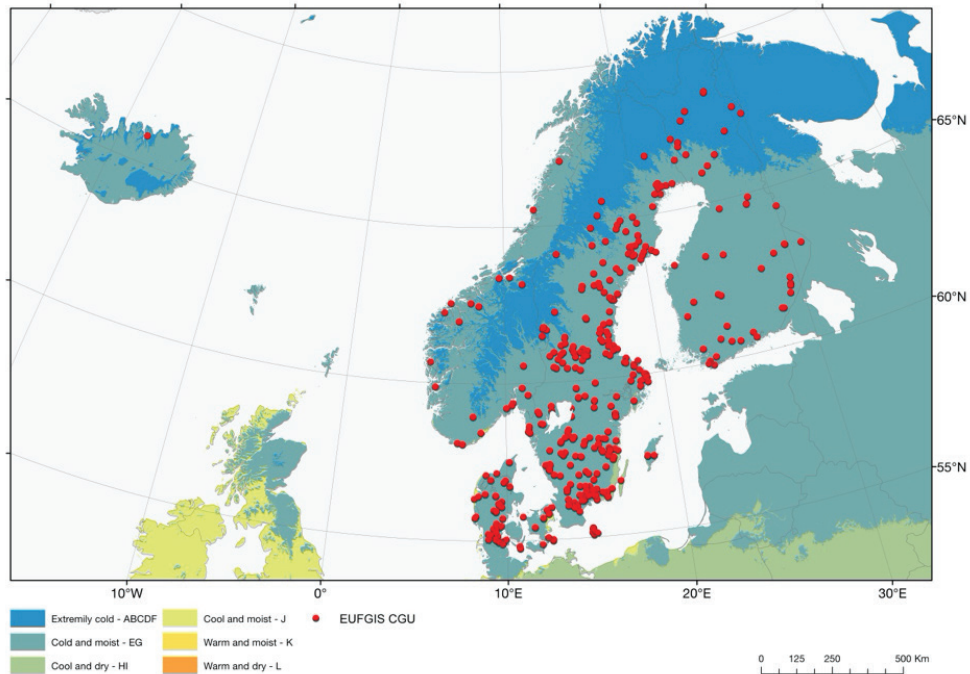 65°N
60°N
55°N
10°W 0° 10°E 20°E 30°E
Extremily cold - ABCDF
Cold and moist - EG
Cool and dry - HI
Cool and moist - J
Warm and moist - K
Warm and dry - L
EUFGIS CGU
0 125 250 500 Km